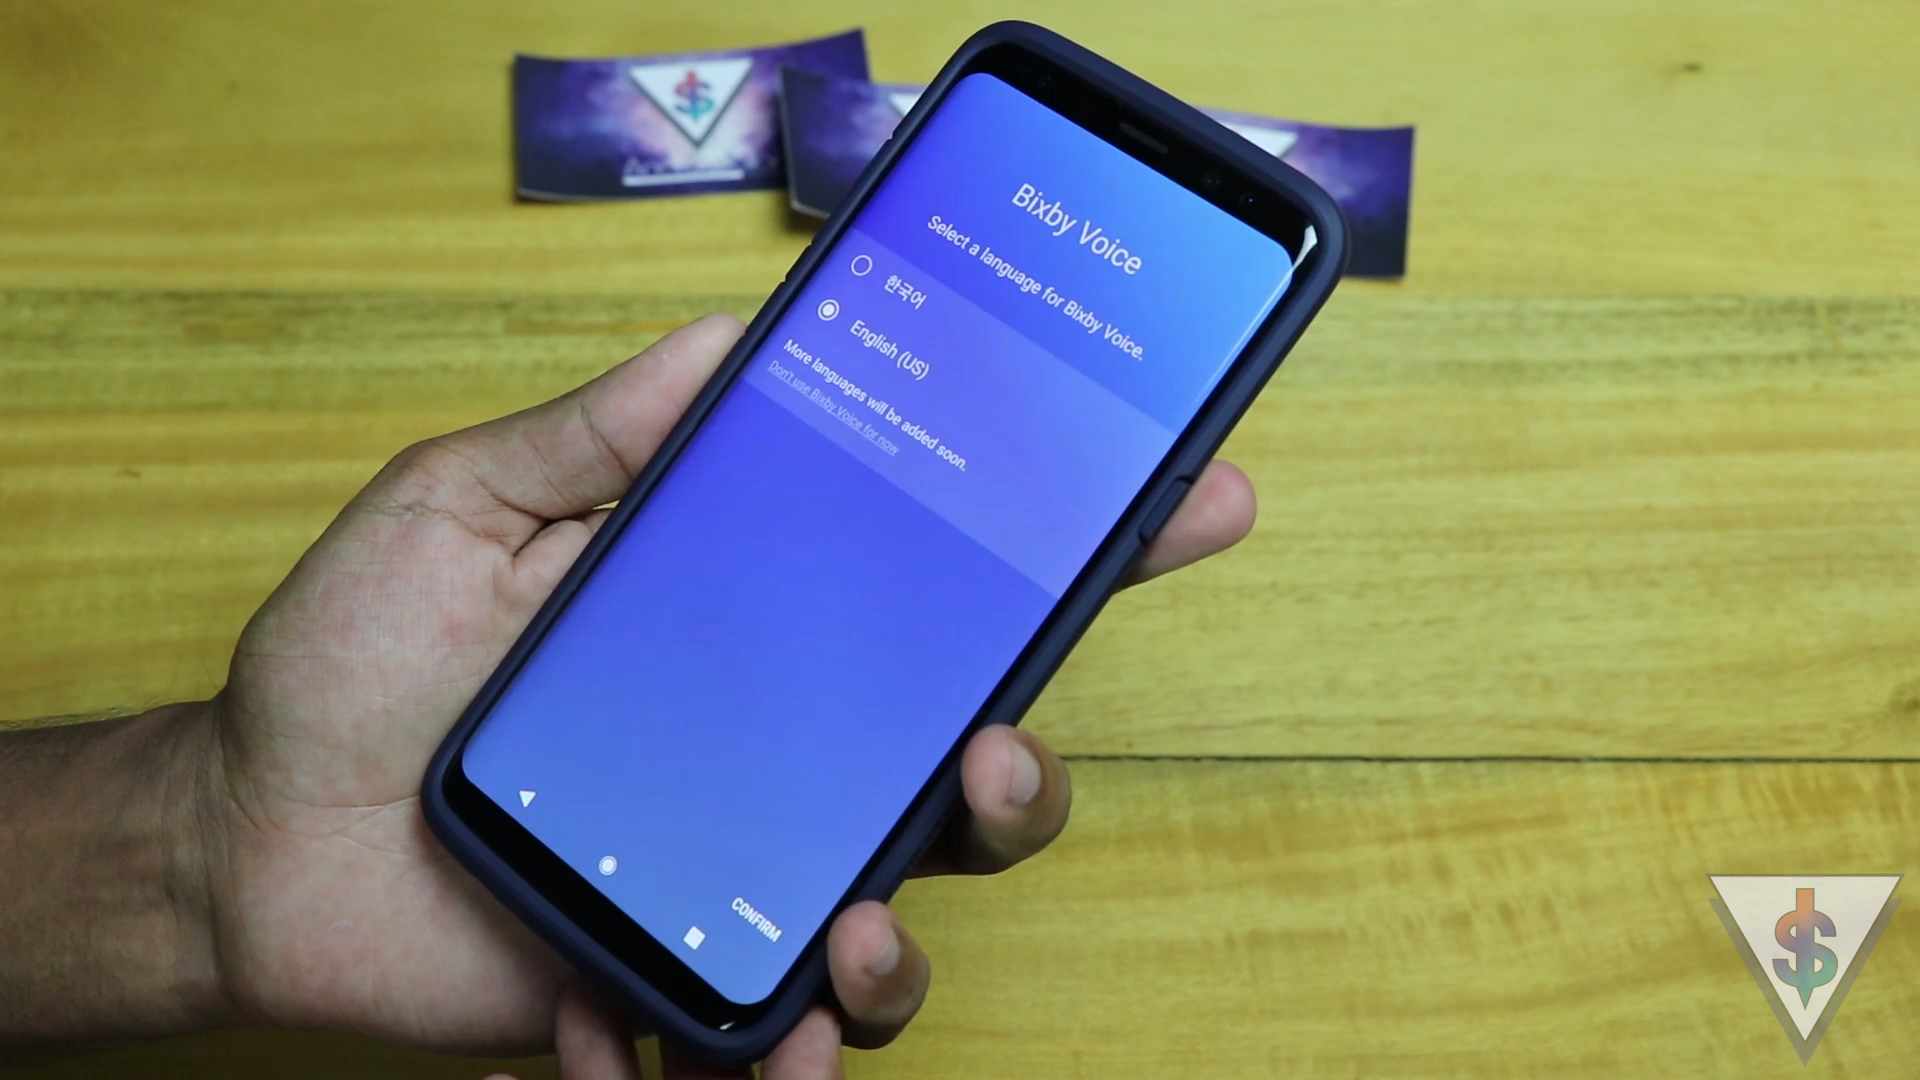 Bixby Voice
Select a language for Bixby Voice.
한국어
English (US)
More languages will be added soon.
Don't use Bixby Voice for now
CONFIRM